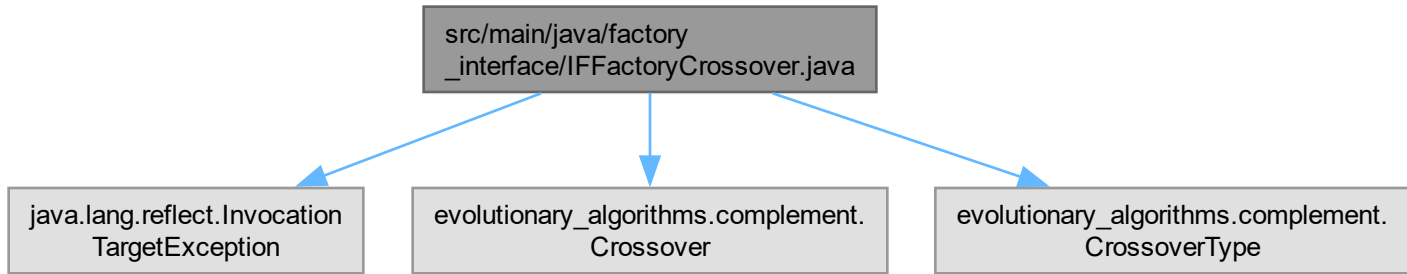 src/main/java/factory
_interface/IFFactoryCrossover.java
java.lang.reflect.Invocation
TargetException
evolutionary_algorithms.complement.
Crossover
evolutionary_algorithms.complement.
CrossoverType